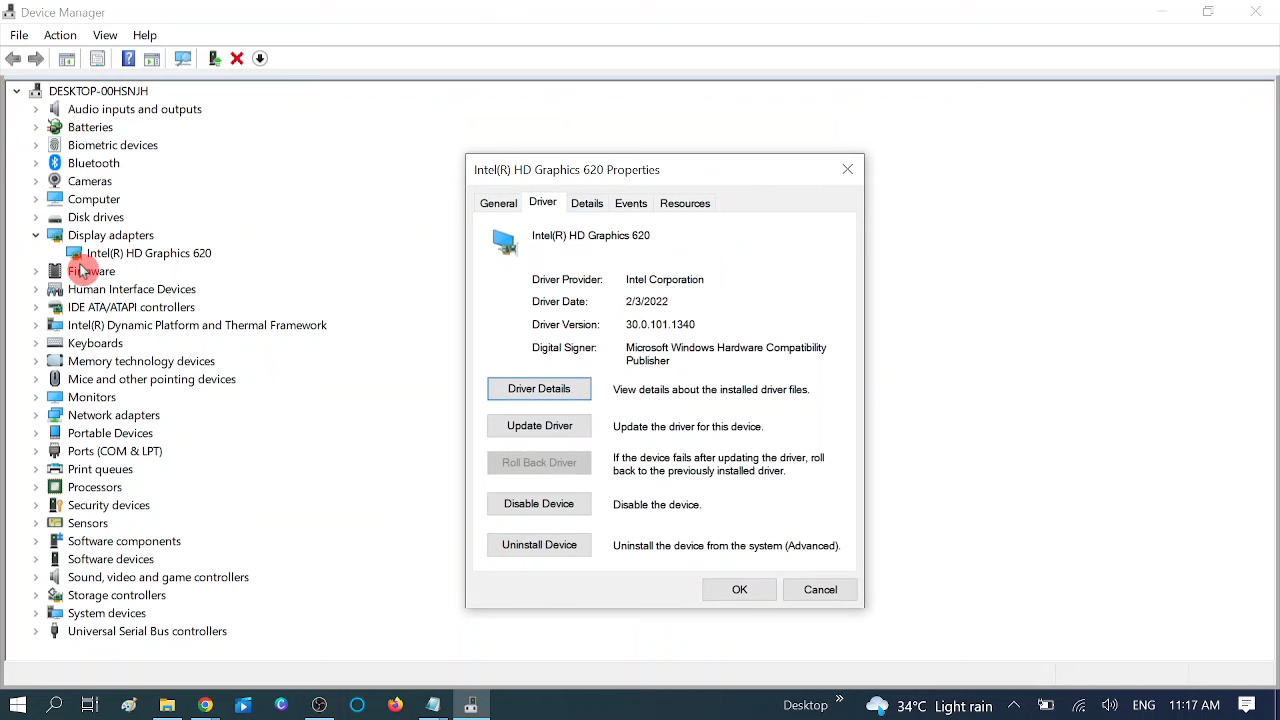 Device Manager
File Action View Help
DESKTOP-00HSNJH
Audio inputs and outputs
Batteries
Biometric devices
Bluetooth
Cameras
Computer
Disk drives
Display adapters
Intel(R) HD Graphics 620
Firmware
Human Interface Devices
IDE ATA/ATAPI controllers
Intel(R) Dynamic Platform and Thermal Framework
Keyboards
Memory technology devices
Mice and other pointing devices
Monitors
Network adapters
Portable Devices
Ports (COM & LPT)
Print queues
Processors
Security devices
Sensors
Software components
Software devices
Sound, video and game controllers
Storage controllers
System devices
Universal Serial Bus controllers
Intel(R) HD Graphics 620 Properties
General Driver Details Events Resources
Intel(R) HD Graphics 620
Driver Provider: Intel Corporation
Driver Date: 2/3/2022
Driver Version: 30.0.101.1340
Digital Signer: Microsoft Windows Hardware Compatibility
Publisher
Driver Details View details about the installed driver files.
Update Driver Update the driver for this device.
Roll Back Driver If the device fails after updating the driver, roll
back to the previously installed driver.
Disable Device Disable the device.
Uninstall Device Uninstall the device from the system (Advanced).
OK Cancel
Desktop 34°C Light rain ENG 11:17 AM